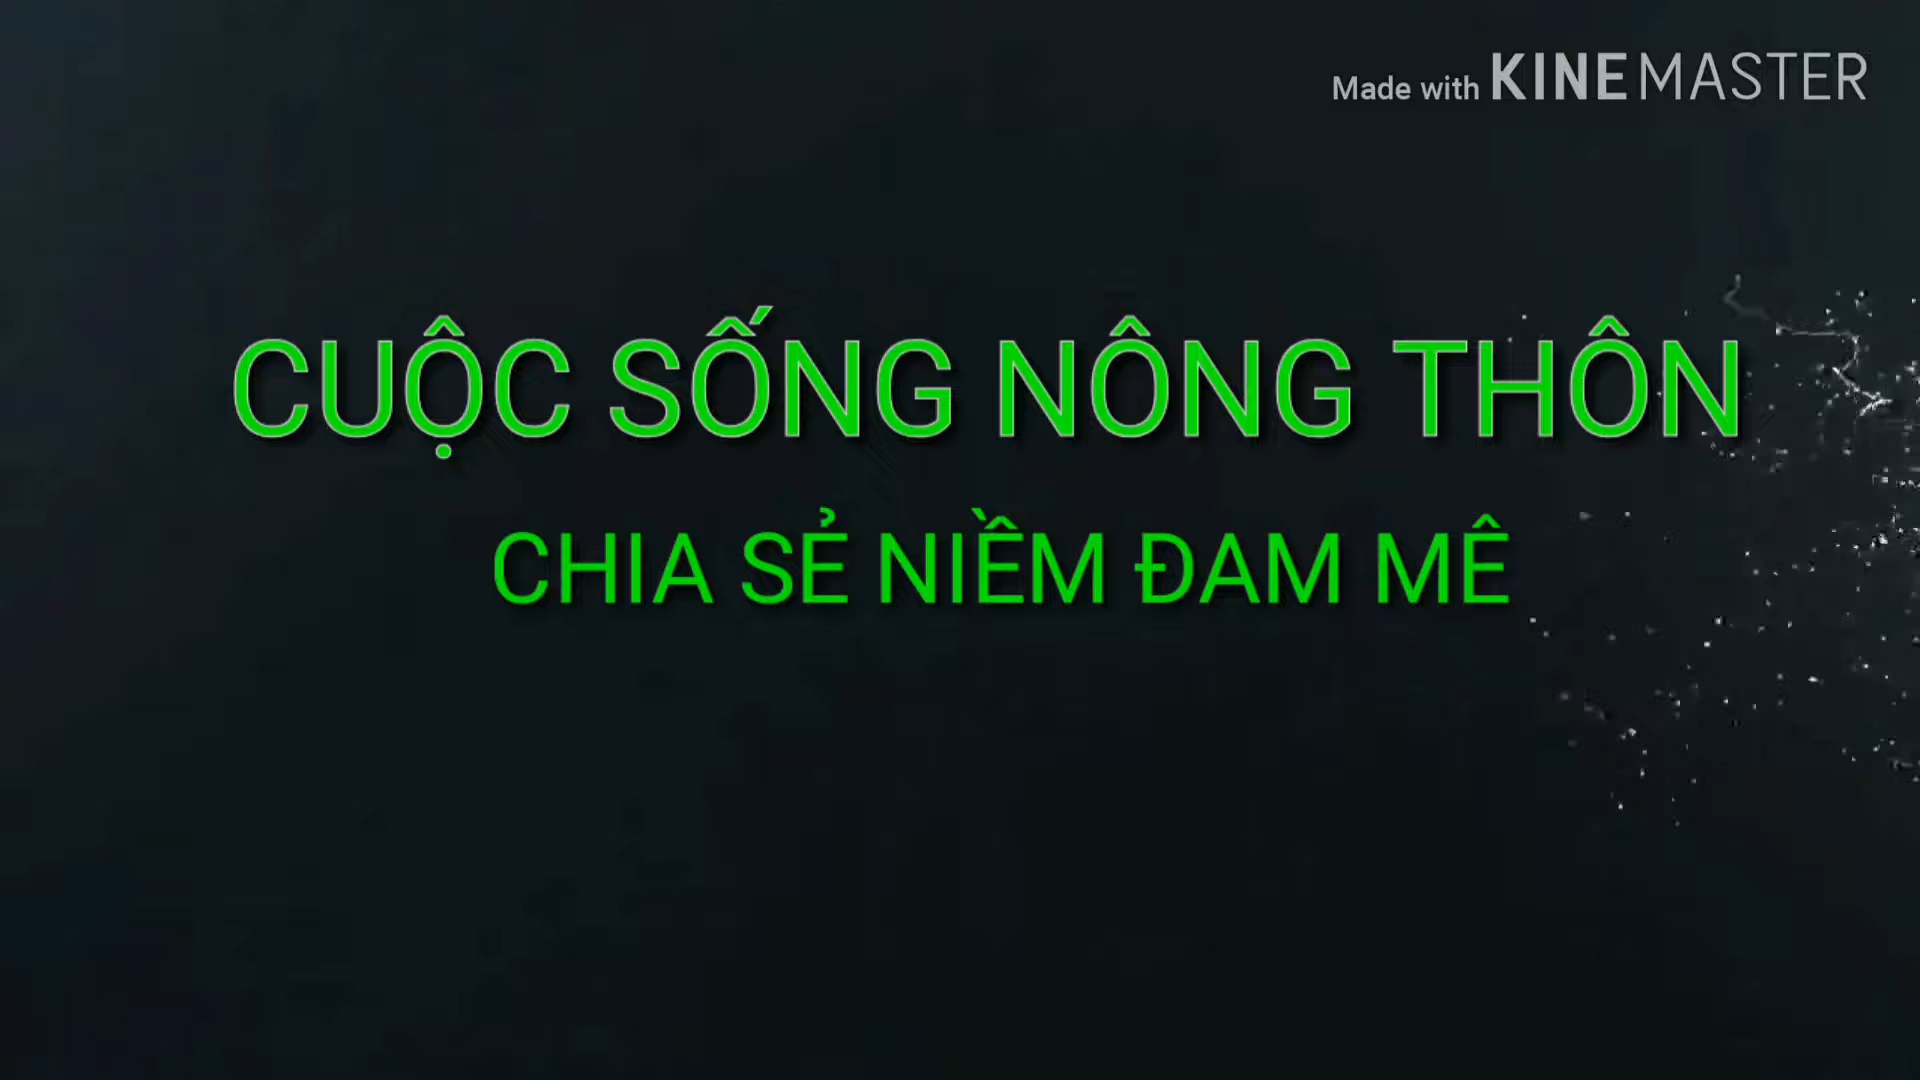 Made with KINEMASTER
CUỘC SỐNG NÔNG THÔN
CHIA SẺ NIỀM ĐAM MÊ